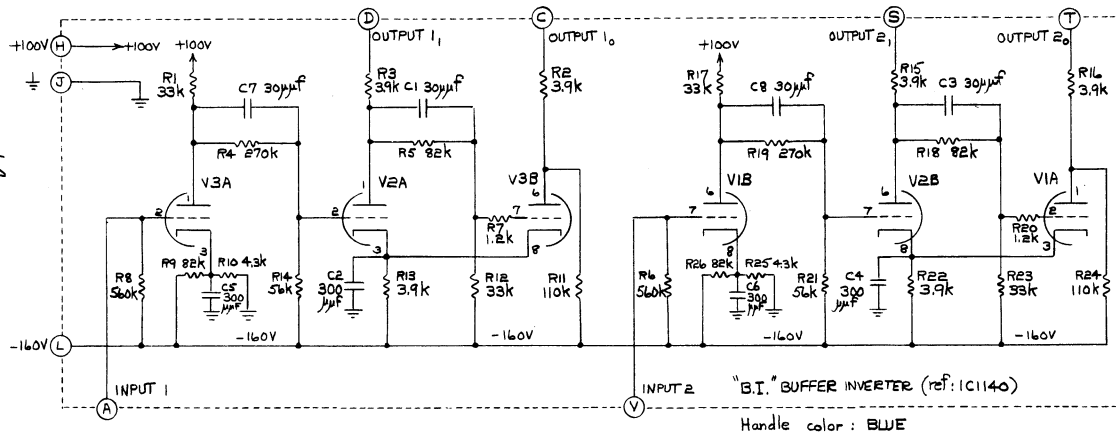 D
C
S
T
OUTPUT 1₁
OUTPUT 1₀
OUTPUT 2₁
OUTPUT 2₀
+100V
H
+100V
J
+100V
R1
33k
C7 30μμf
R4 270k
R3
3.9k
C1 30μμf
R5 82k
R2
3.9k
+100V
R17
33k
C8 30μμf
R19 270k
R15
3.9k
C3 30μμf
R18 82k
R16
3.9k
V3A
1
2
3
V2A
1
2
3
V3B
6
7
8
R7
1.2k
V1B
6
7
8
V2B
6
7
8
V1A
1
2
3
R20
1.2k
R8
560k
R9 82k
R10 4.3k
C5
300
μμf
R14
56k
C2
300
μμf
R13
3.9k
R12
33k
R11
110k
R6
560k
R26 82k
R25 4.3k
C6
300
μμf
R21
56k
C4
300
μμf
R22
3.9k
R23
33k
R24
110k
-160V
L
-160V
-160V
-160V
-160V
INPUT 1
A
INPUT 2
V
"B.I." BUFFER INVERTER (ref: 1C1140)
Handle color: BLUE